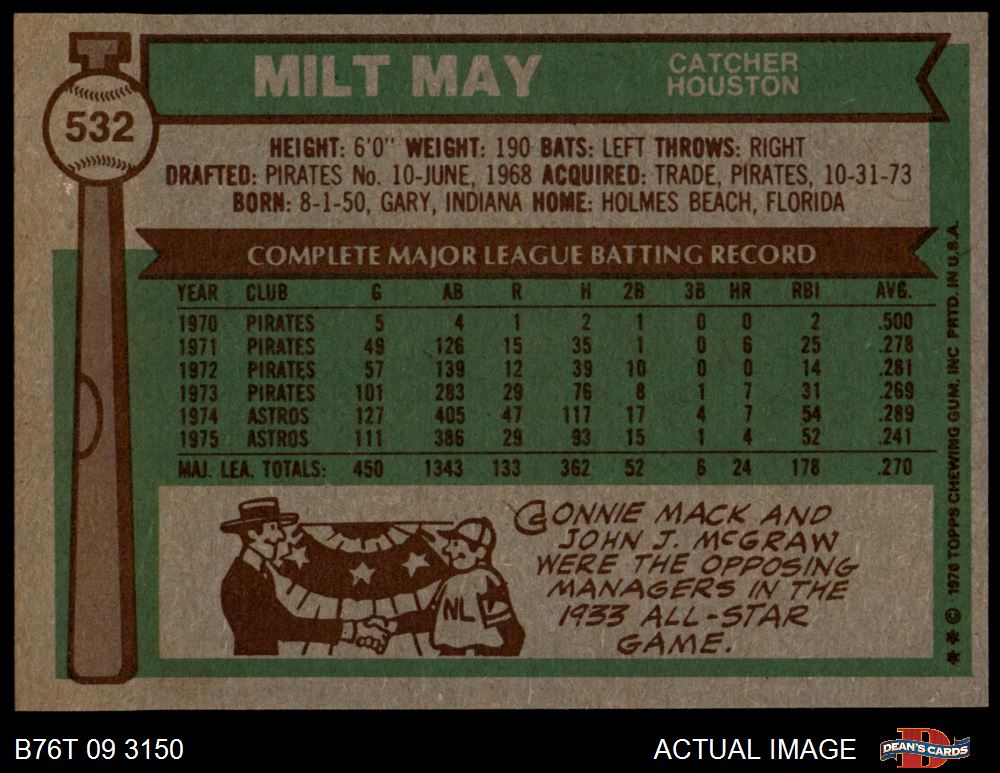 532
MILT MAY
CATCHER
HOUSTON
HEIGHT: 6'0" WEIGHT: 190 BATS: LEFT THROWS: RIGHT
DRAFTED: PIRATES No. 10-JUNE, 1968 ACQUIRED: TRADE, PIRATES, 10-31-73
BORN: 8-1-50, GARY, INDIANA HOME: HOLMES BEACH, FLORIDA
COMPLETE MAJOR LEAGUE BATTING RECORD
YEAR CLUB G AB R H 2B 3B HR RBI AVG.
1970 PIRATES 5 4 1 2 1 0 0 2 .500
1971 PIRATES 49 126 15 35 1 0 6 25 .278
1972 PIRATES 57 139 12 39 10 0 0 14 .281
1973 PIRATES 101 283 29 76 8 1 7 31 .269
1974 ASTROS 127 405 47 117 17 4 7 54 .289
1975 ASTROS 111 386 29 93 15 1 4 52 .241
MAJ. LEA. TOTALS: 450 1343 133 362 52 6 24 178 .270
CONNIE MACK AND
JOHN J. McGRAW
WERE THE OPPOSING
MANAGERS IN THE
1933 ALL-STAR
GAME.
NL
** © 1976 TOPPS CHEWING GUM, INC PRTD. IN U.S.A.
B76T 09 3150
ACTUAL IMAGE
B
DEAN'S CARDS